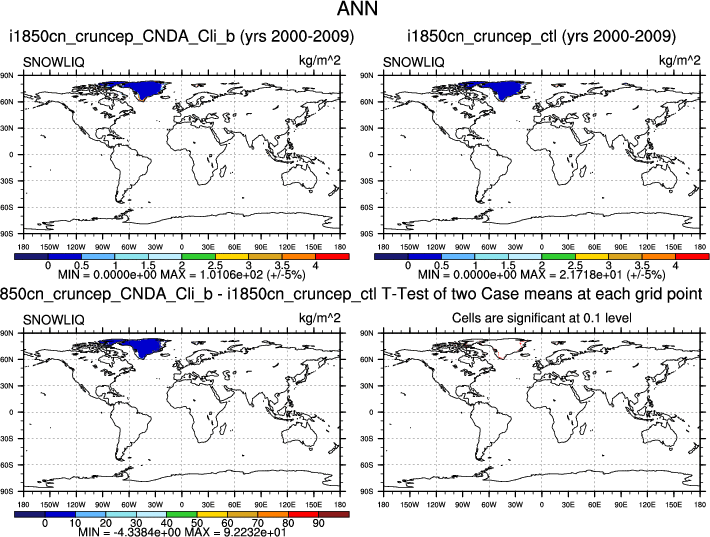 ANN
i1850cn_cruncep_CNDA_Cli_b (yrs 2000-2009)
i1850cn_cruncep_ctl (yrs 2000-2009)
SNOWLIQ kg/m^2
SNOWLIQ kg/m^2
90N
60N
30N
0
30S
60S
90S
180 150W 120W 90W 60W 30W 0 30E 60E 90E 120E 150E 180
0 0.5 1 1.5 2 2.5 3 3.5 4
MIN = 0.0000e+00 MAX = 1.0106e+02 (+/-5%)
90N
60N
30N
0
30S
60S
90S
180 150W 120W 90W 60W 30W 0 30E 60E 90E 120E 150E 180
0 0.5 1 1.5 2 2.5 3 3.5 4
MIN = 0.0000e+00 MAX = 2.1718e+01 (+/-5%)
850cn_cruncep_CNDA_Cli_b - i1850cn_cruncep_ctl
T-Test of two Case means at each grid point
SNOWLIQ kg/m^2
Cells are significant at 0.1 level
90N
60N
30N
0
30S
60S
90S
180 150W 120W 90W 60W 30W 0 30E 60E 90E 120E 150E 180
0 10 20 30 50 60 70 80 90
MIN = -4.3384e+00 MAX = 9.2232e+01
90N
60N
30N
0
30S
60S
90S
180 150W 120W 90W 60W 30W 0 30E 60E 90E 120E 150E 180